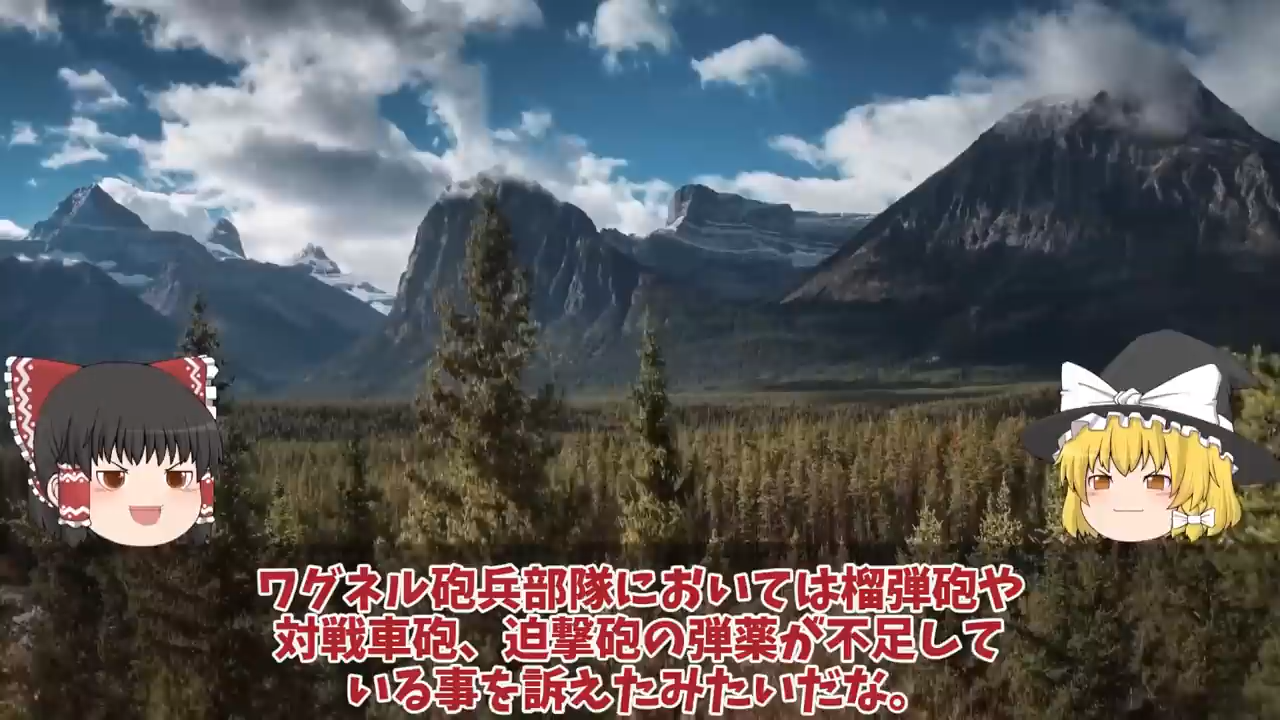 ワグネル砲兵部隊においては榴弾砲や
対戦車砲、迫撃砲の弾薬が不足して
いる事を訴えたみたいだな。